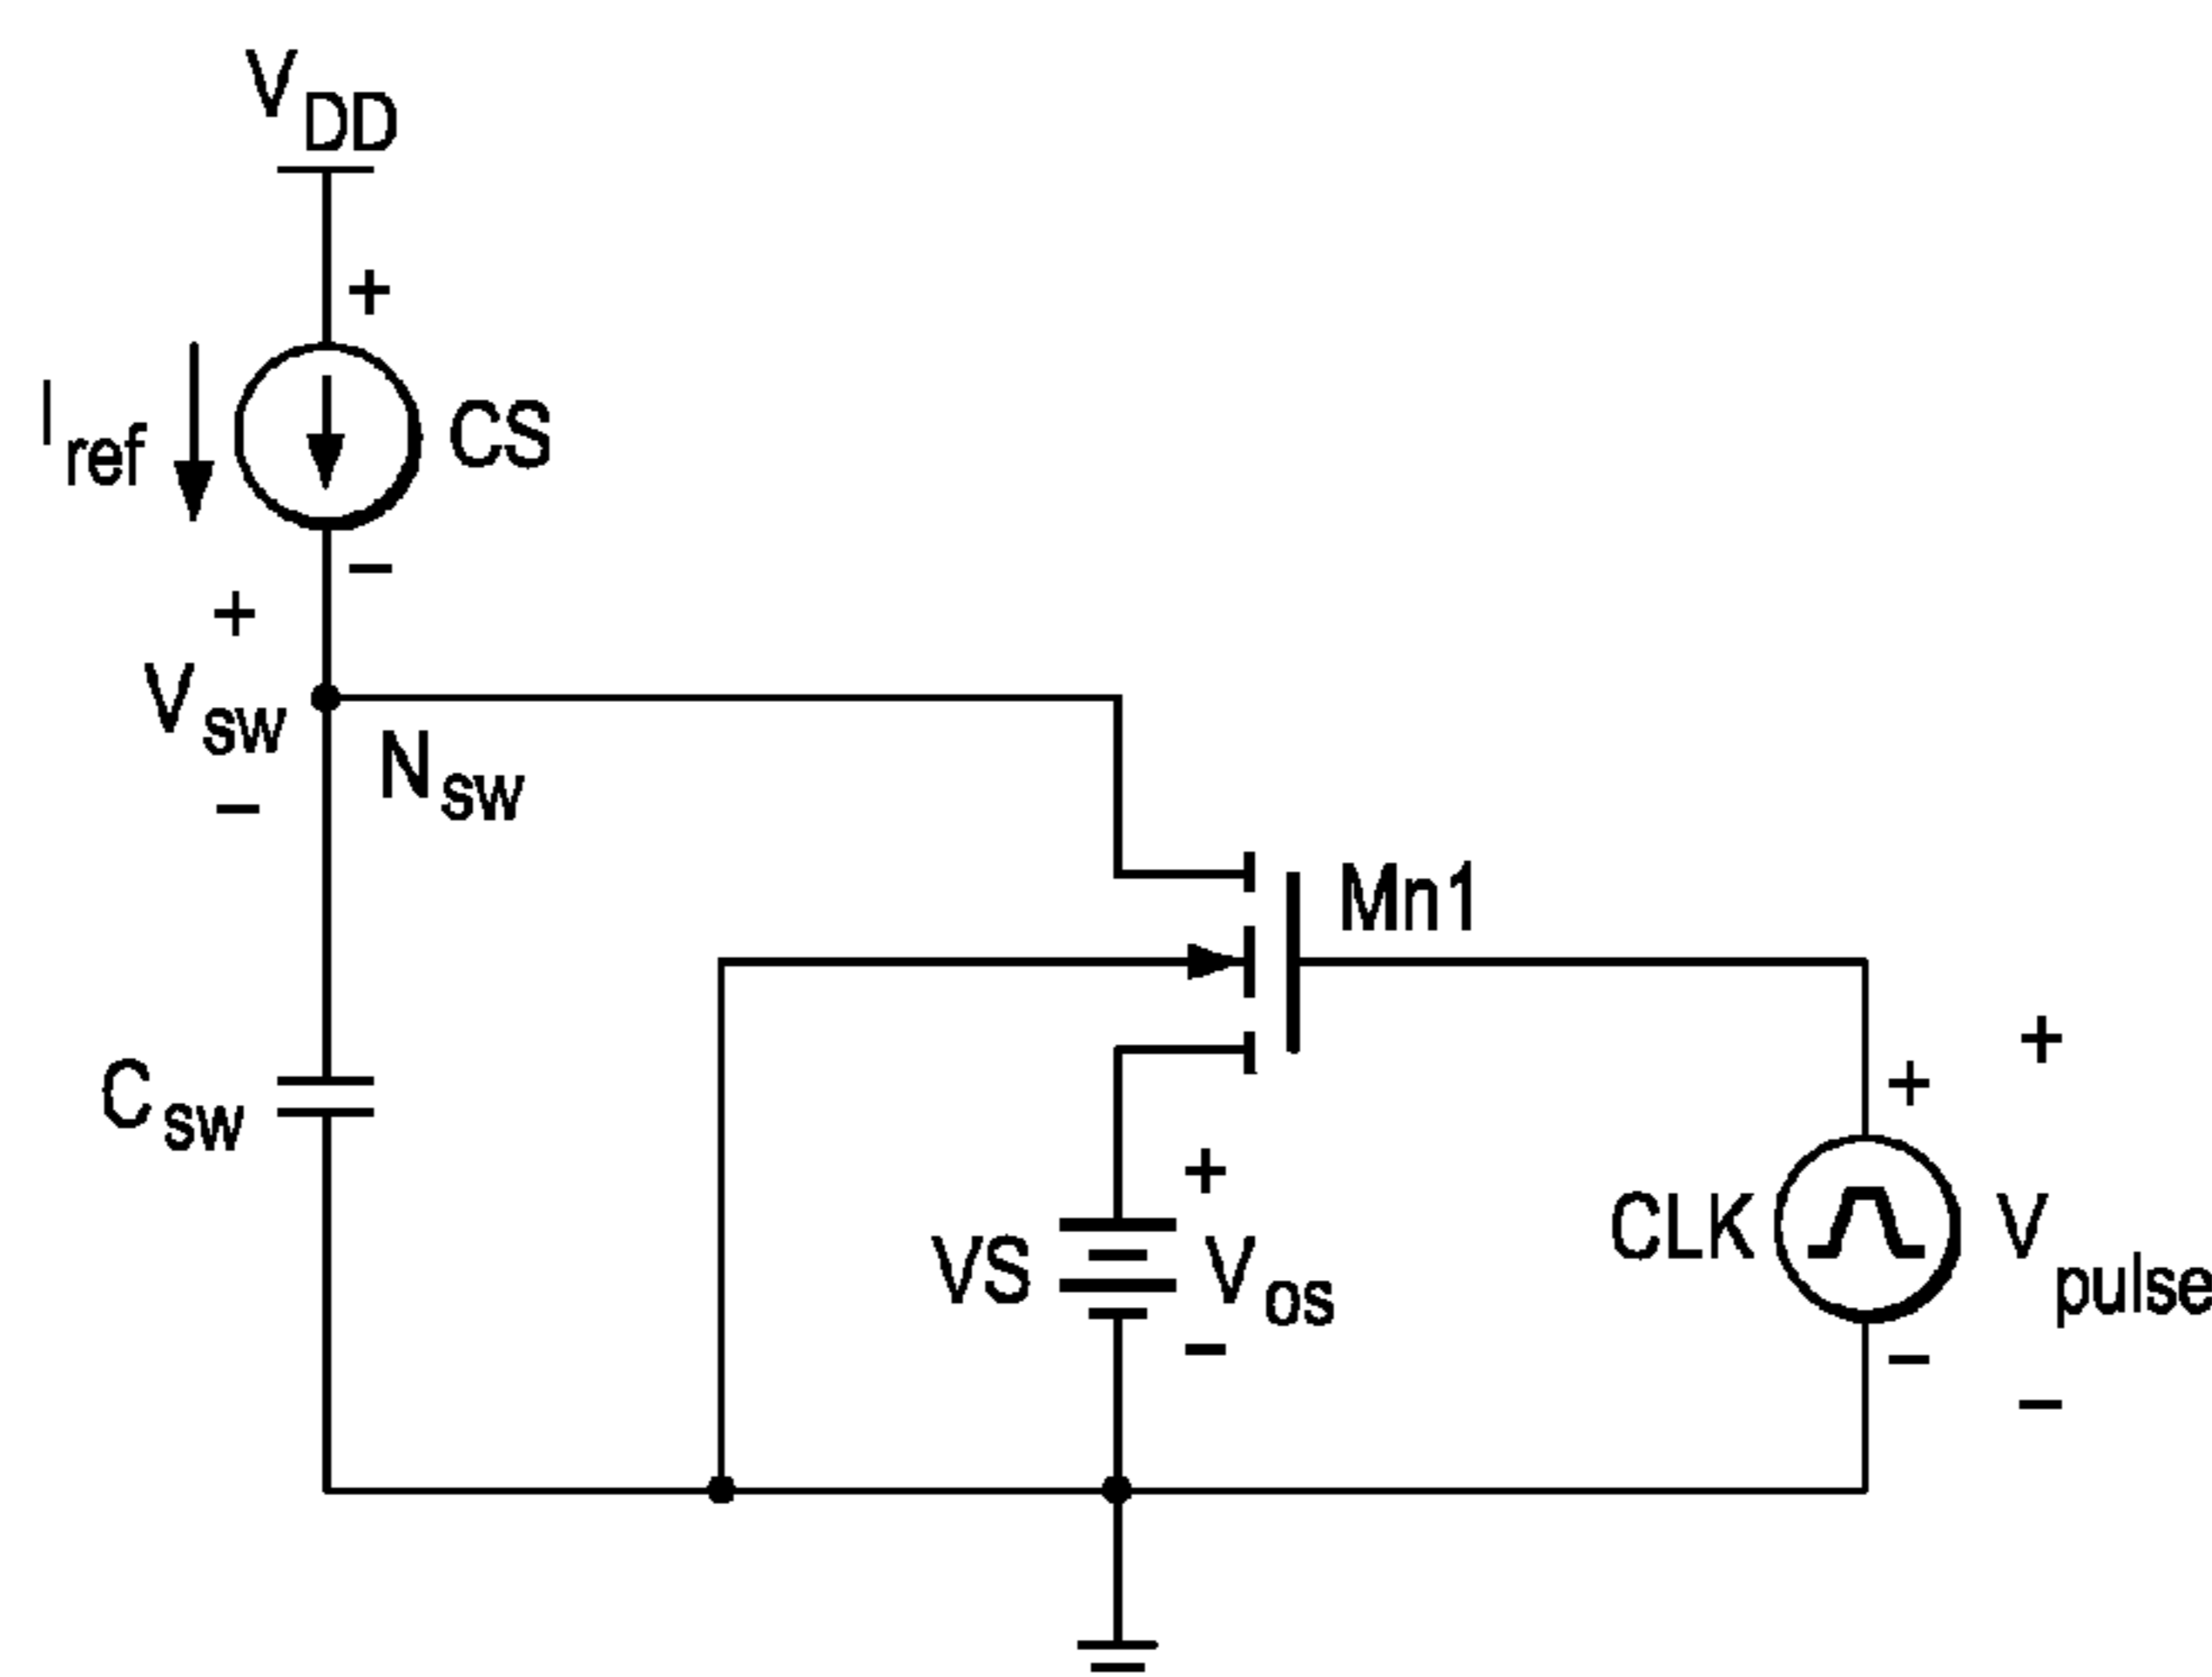 VDD
+
Iref
CS
−
+
Vsw
−
Nsw
Mn1
Csw
+
VS
Vos
−
+
+
CLK
Vpulse
−
−